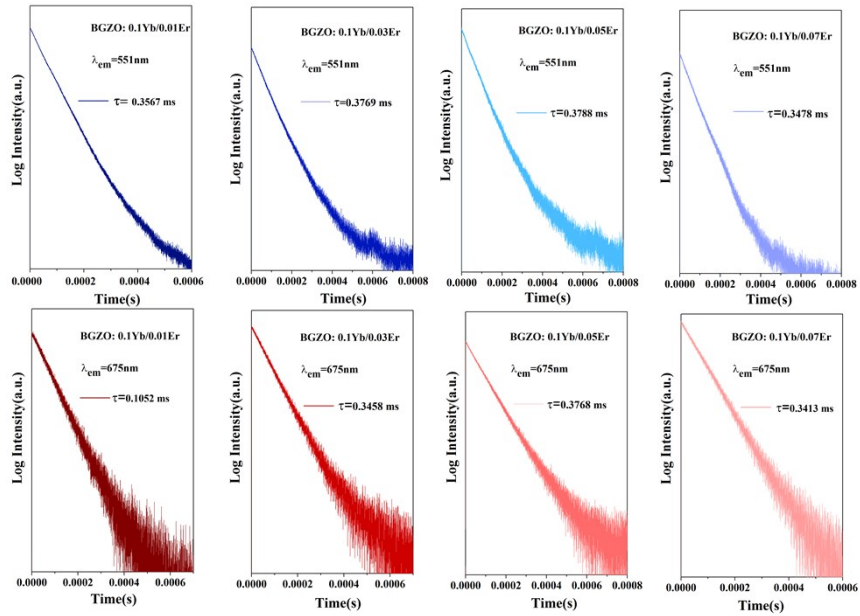 BGZO: 0.1Yb/0.01Er
λem=551nm
τ= 0.3567 ms
Log Intensity(a.u.)
0.0000 0.0002 0.0004 0.0006
Time(s)
BGZO: 0.1Yb/0.03Er
λem=551nm
τ=0.3769 ms
Log Intensity(a.u.)
0.0000 0.0002 0.0004 0.0006 0.0008
Time(s)
BGZO: 0.1Yb/0.05Er
λem=551nm
τ=0.3788 ms
Log Intensity(a.u.)
0.0000 0.0002 0.0004 0.0006 0.0008
Time(s)
BGZO: 0.1Yb/0.07Er
λem=551nm
τ=0.3478 ms
Log Intensity(a.u.)
0.0000 0.0002 0.0004 0.0006 0.0008
Time(s)
BGZO: 0.1Yb/0.01Er
λem=675nm
τ=0.1052 ms
Log Intensity(a.u.)
0.0000 0.0002 0.0004 0.0006
Time(s)
BGZO: 0.1Yb/0.03Er
λem=675nm
τ=0.3458 ms
Log Intensity(a.u.)
0.0000 0.0002 0.0004 0.0006
Time(s)
BGZO: 0.1Yb/0.05Er
λem=675nm
τ=0.3768 ms
Log Intensity(a.u.)
0.0000 0.0002 0.0004 0.0006 0.0008
Time(s)
BGZO: 0.1Yb/0.07Er
λem=675nm
τ=0.3413 ms
Log Intensity(a.u.)
0.0000 0.0002 0.0004 0.0006
Time(s)